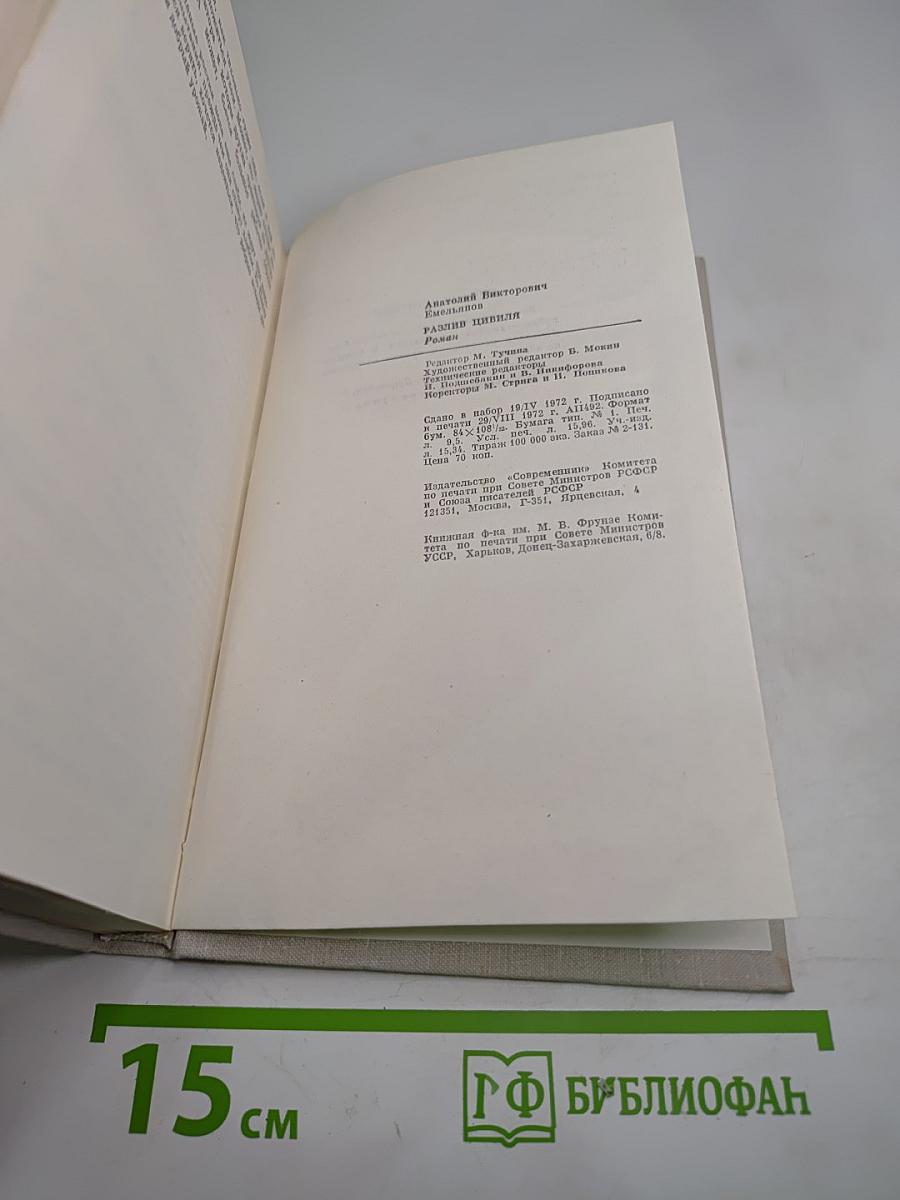 Анатолий Викторович
Емельянов
РАЗЛИВ ЦИВИЛЯ
Роман
Редактор М. Тучина
Художественный редактор Б. Мокин
Технические редакторы
Н. Подшебякин и В. Никифорова
Коректоры М. Стрига и Н. Попикова
Сдано в набор 19/IV 1972 г. Подписано
к печати 29/VIII 1972 г. АП492. Формат
бум. 84×108¹/₃₂. Бумага тип. № 1. Печ.
л. 9,5. Усл. печ. л. 15,96. Уч.-изд.
л. 15,34. Тираж 100 000 экз. Заказ № 2-131.
Цена 70 коп.
Издательство «Современник» Комитета
по печати при Совете Министров РСФСР
и Союза писателей РСФСР
121351, Москва, Г-351, Ярцевская, 4
Книжная ф-ка им. М. В. Фрунзе Коми-
тета по печати при Совете Министров
УССР, Харьков, Донец-Захаржевская, 6/8.
15 см
РФ БИБЛИОФАН